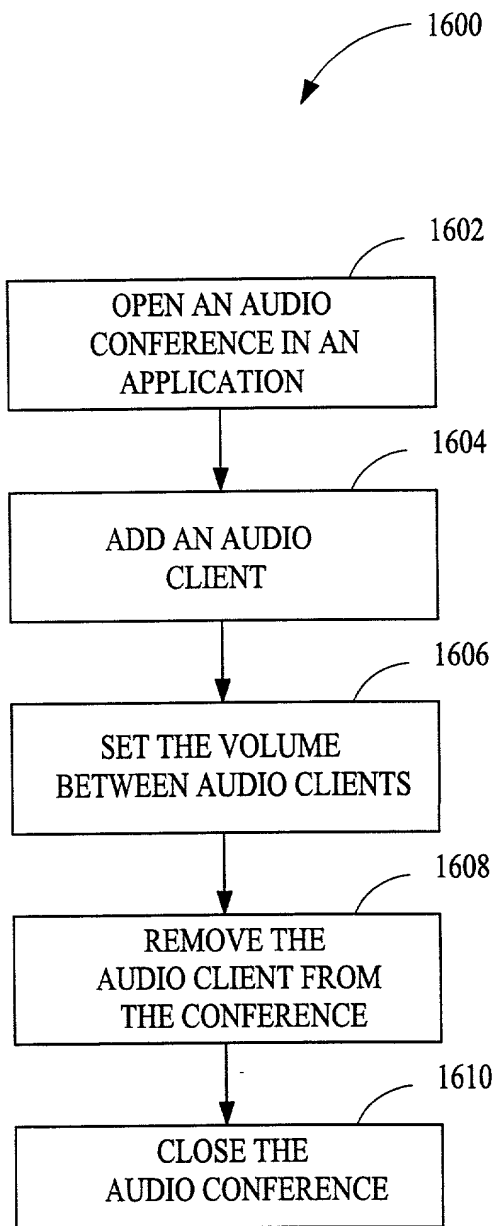 1600
1602
OPEN AN AUDIO
CONFERENCE IN AN
APPLICATION
1604
ADD AN AUDIO
CLIENT
1606
SET THE VOLUME
BETWEEN AUDIO CLIENTS
1608
REMOVE THE
AUDIO CLIENT FROM
THE CONFERENCE
1610
CLOSE THE
AUDIO CONFERENCE